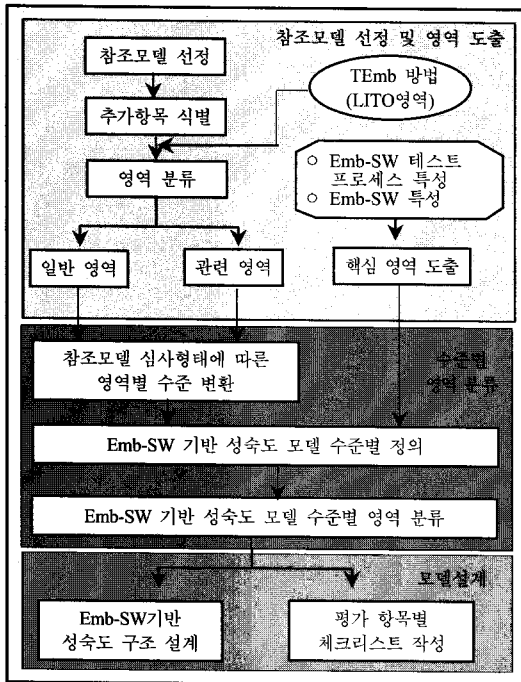 참조모델 선정 및 영역 도출
참조모델 선정
TEmb 방법
(LITO영역)
추가항목 식별
영역 분류
○ Emb-SW 테스트
프로세스 특성
○ Emb-SW 특성
일반 영역
관련 영역
핵심 영역 도출
수준별
영역 분류
참조모델 심사형태에 따른
영역별 수준 변환
Emb-SW 기반 성숙도 모델 수준별 정의
Emb-SW 기반 성숙도 모델 수준별 영역 분류
모델설계
Emb-SW기반
성숙도 구조 설계
평가 항목별
체크리스트 작성